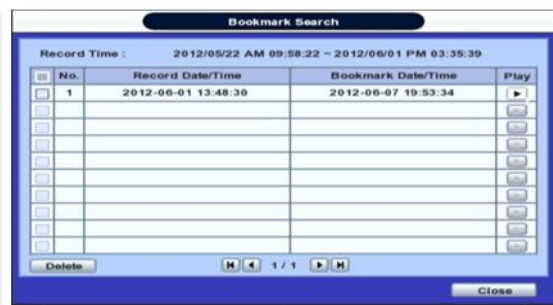 Bookmark Search
Record Time : 2012/05/22 AM 09:58:22 ~ 2012/06/01 PM 03:35:39
No. Record Date/Time Bookmark Date/Time Play
1 2012-06-01 13:48:30 2012-06-07 19:53:34
Delete 1 / 1
Close